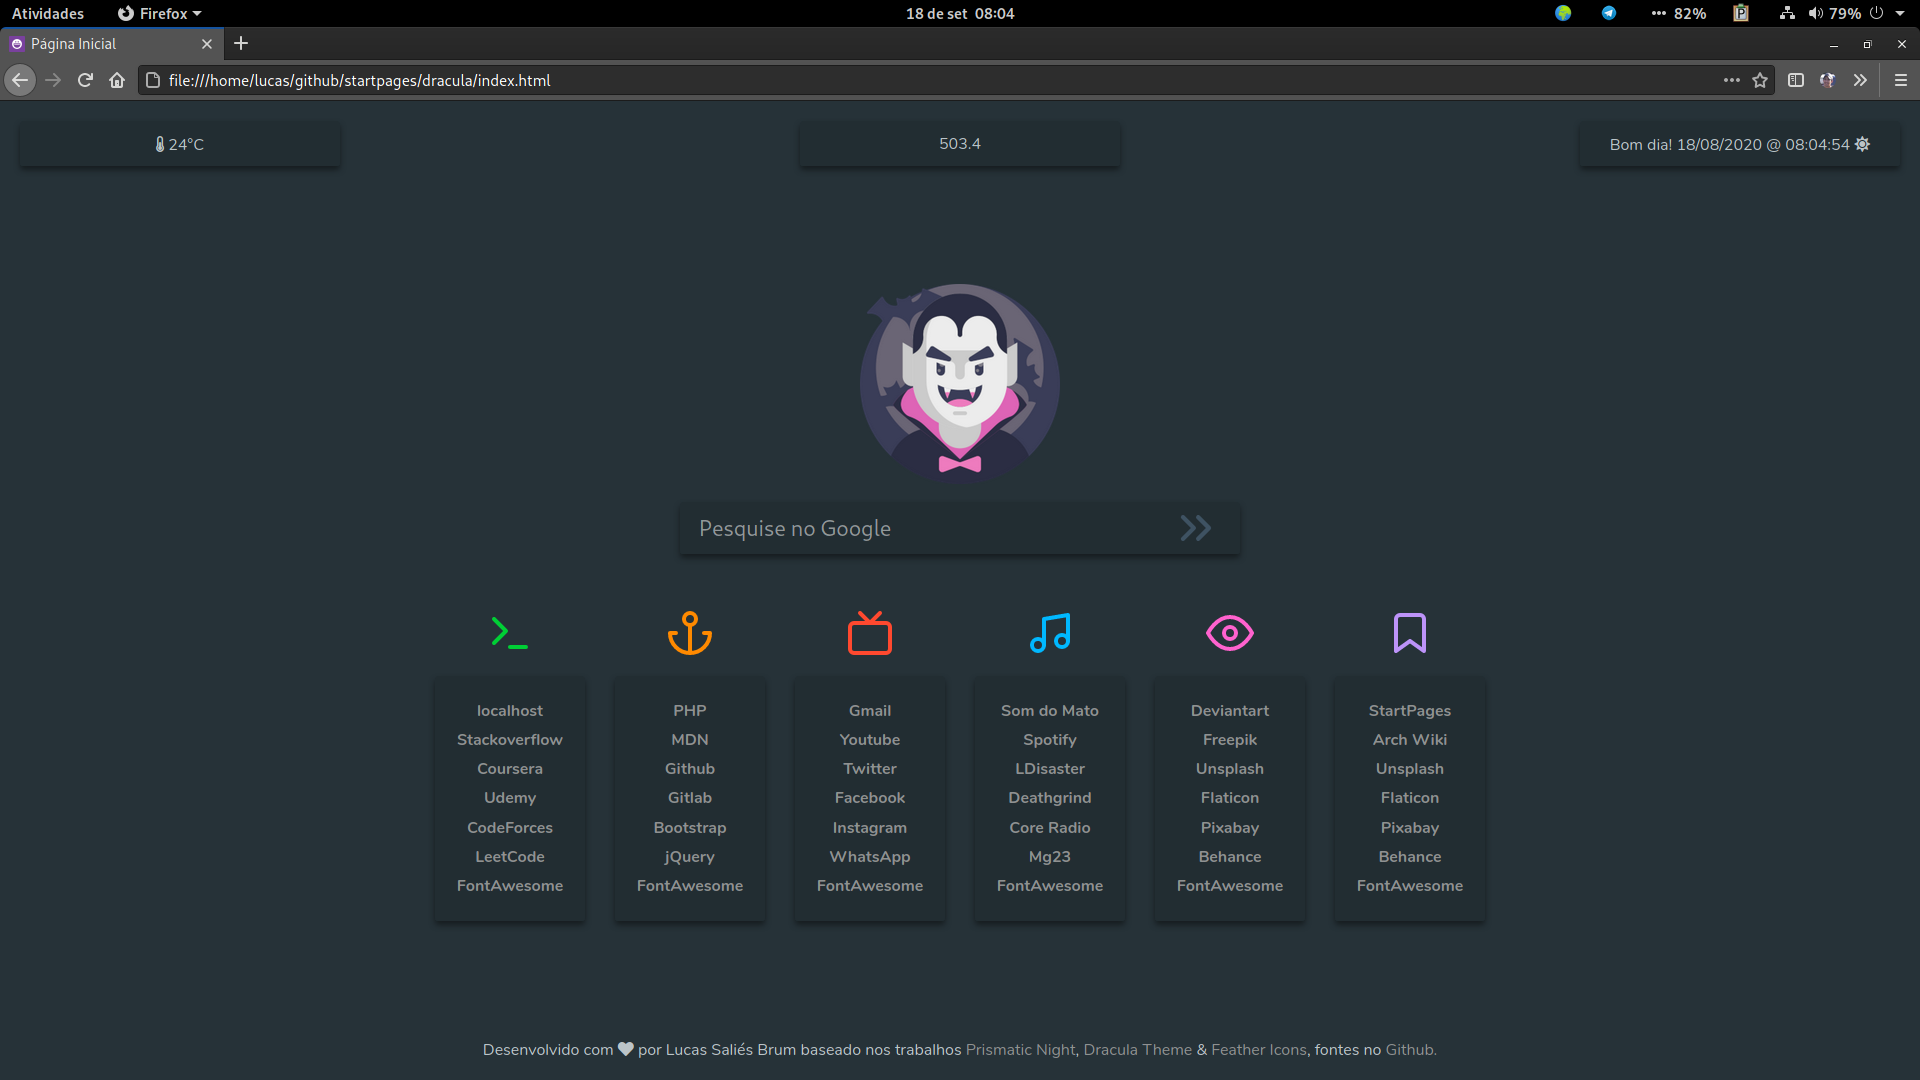 Atividades Firefox 18 de set 08:04 82% 79%
Página Inicial
file:///home/lucas/github/startpages/dracula/index.html
24°C
503.4
Bom dia! 18/08/2020 @ 08:04:54
Pesquise no Google
localhost
Stackoverflow
Coursera
Udemy
CodeForces
LeetCode
FontAwesome
PHP
MDN
Github
Gitlab
Bootstrap
jQuery
FontAwesome
Gmail
Youtube
Twitter
Facebook
Instagram
WhatsApp
FontAwesome
Som do Mato
Spotify
LDisaster
Deathgrind
Core Radio
Mg23
FontAwesome
Deviantart
Freepik
Unsplash
Flaticon
Pixabay
Behance
FontAwesome
StartPages
Arch Wiki
Unsplash
Flaticon
Pixabay
Behance
FontAwesome
Desenvolvido com por Lucas Saliés Brum baseado nos trabalhos Prismatic Night, Dracula Theme & Feather Icons, fontes no Github.